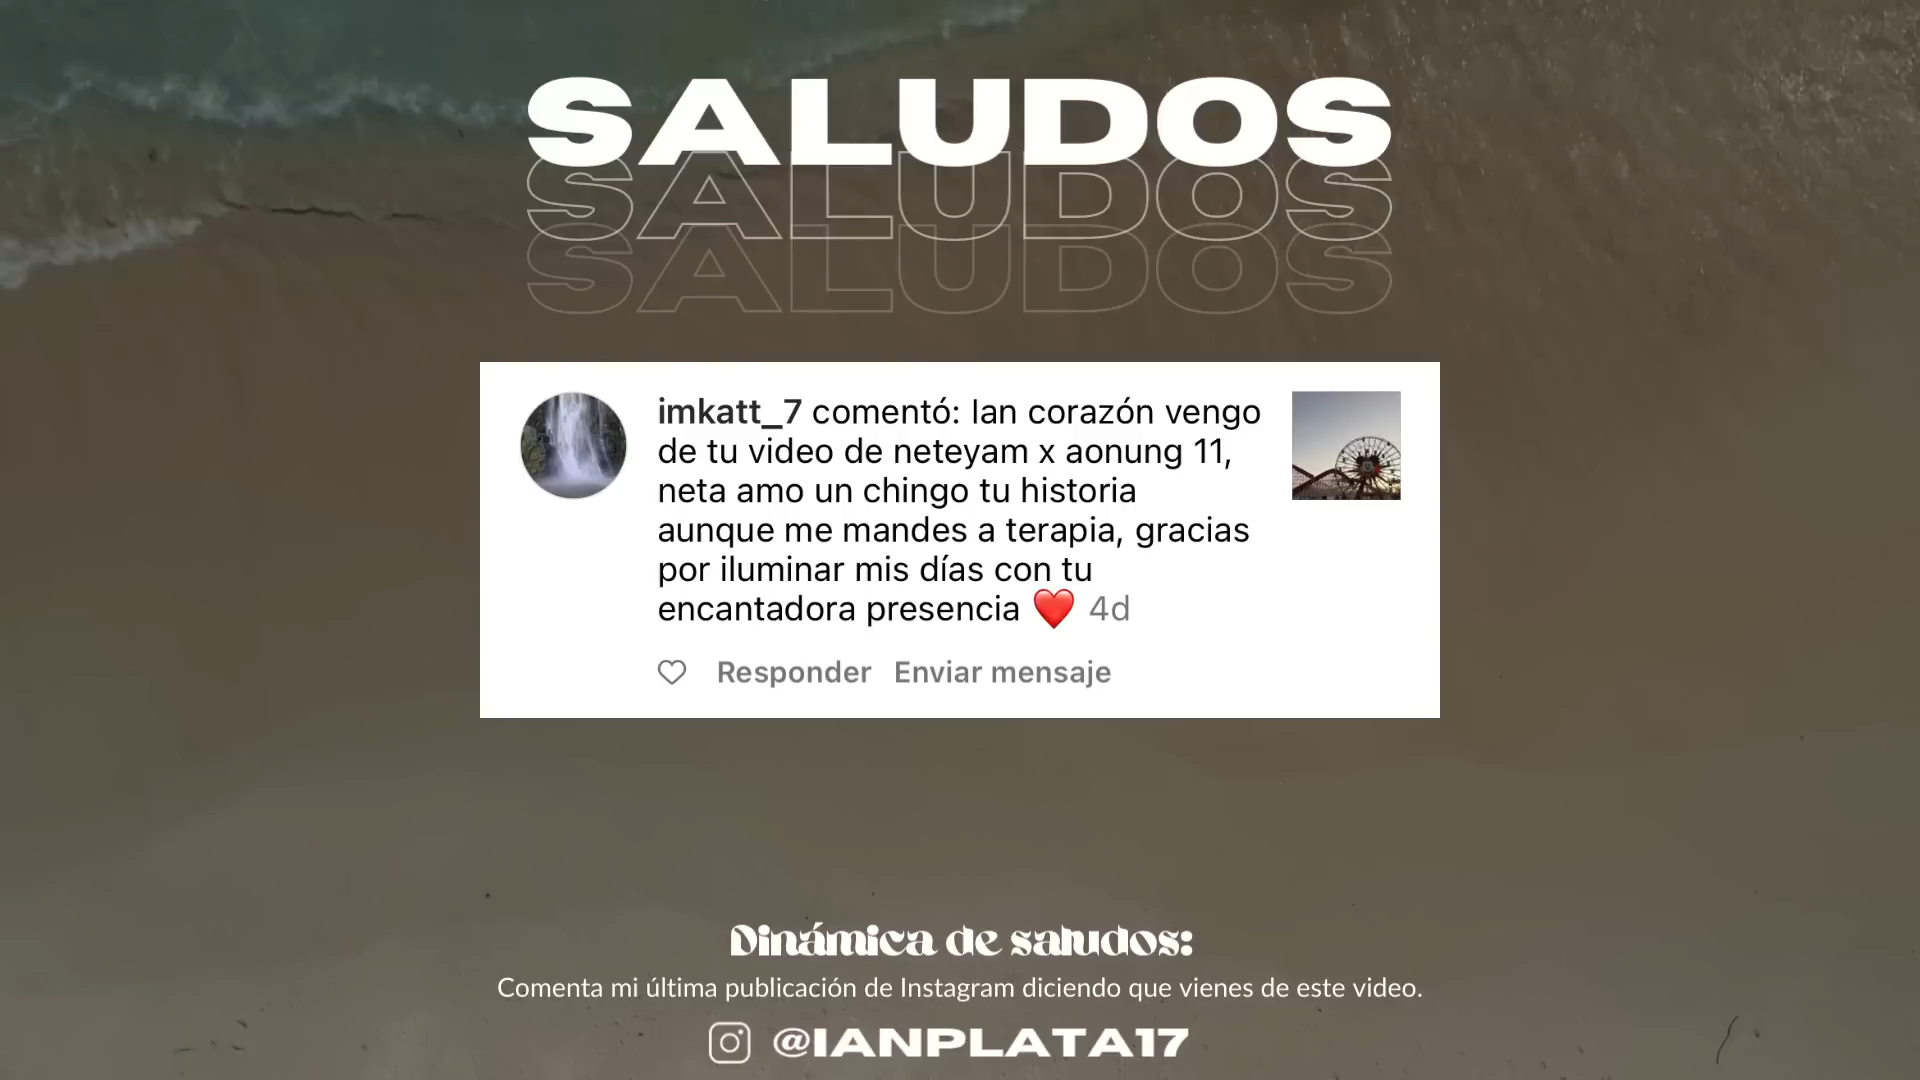 SALUDOS
SALUDOS
SALUDOS
imkatt_7 comentó: Ian corazón vengo
de tu video de neteyam x aonung 11,
neta amo un chingo tu historia
aunque me mandes a terapia, gracias
por iluminar mis días con tu
encantadora presencia ❤️ 4d
Responder Enviar mensaje
Dinámica de saludos:
Comenta mi última publicación de Instagram diciendo que vienes de este video.
@IANPLATA17